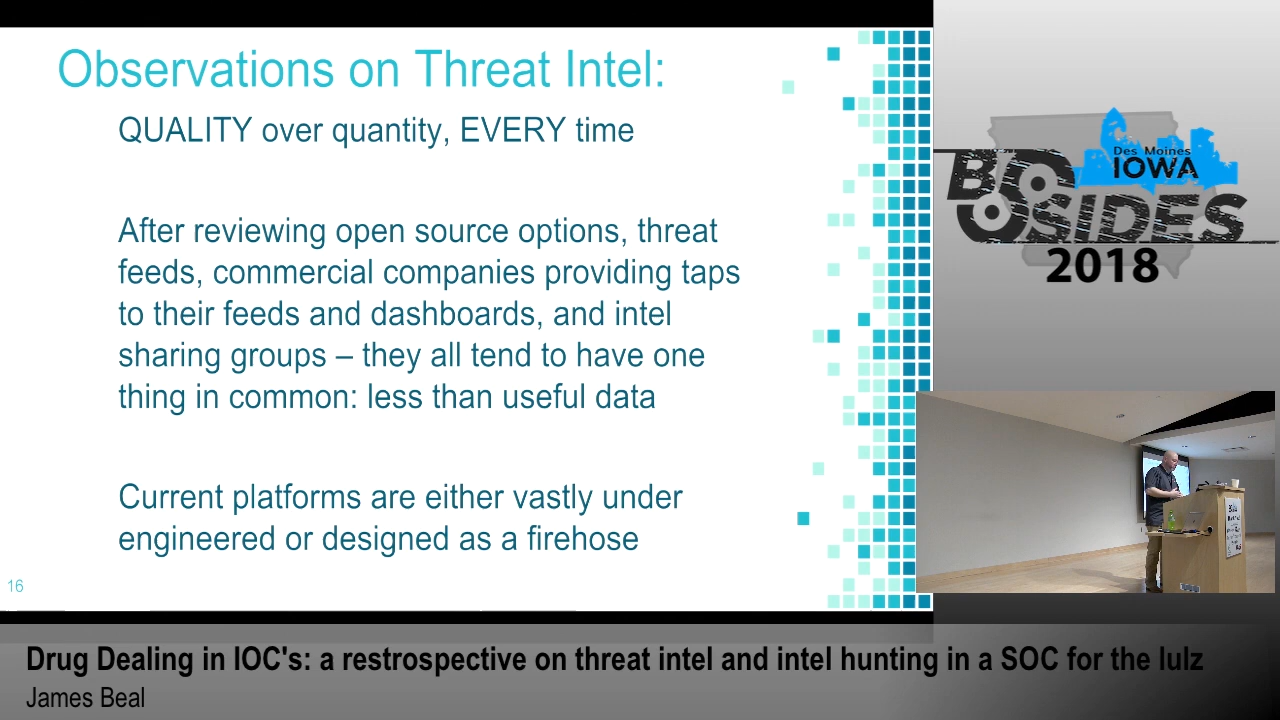 Observations on Threat Intel:
QUALITY over quantity, EVERY time
After reviewing open source options, threat
feeds, commercial companies providing taps
to their feeds and dashboards, and intel
sharing groups – they all tend to have one
thing in common: less than useful data
Current platforms are either vastly under
engineered or designed as a firehose
16
Des Moines
IOWA
BSIDES
2018
Drug Dealing in IOC's: a restrospective on threat intel and intel hunting in a SOC for the lulz
James Beal